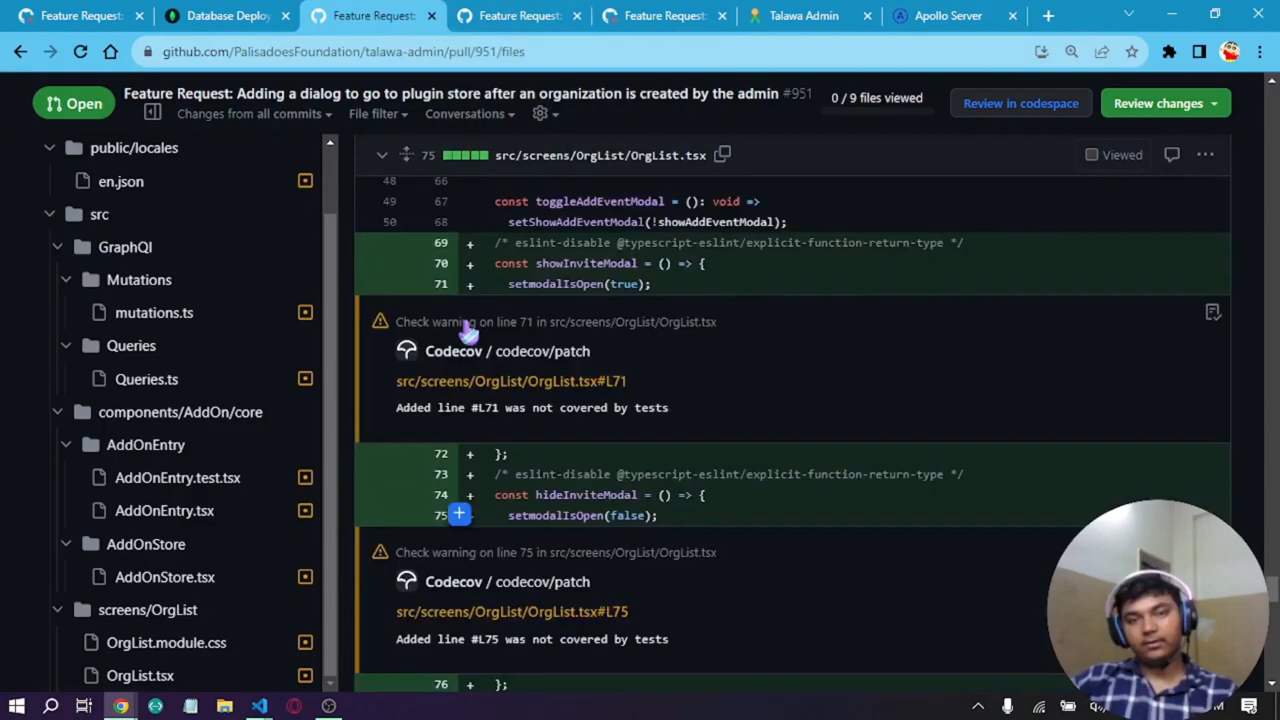 Feature Request:
Database Deploy
Feature Request:
Feature Request:
Feature Request:
Talawa Admin
Apollo Server
github.com/PalisadoesFoundation/talawa-admin/pull/951/files
Open
Feature Request: Adding a dialog to go to plugin store after an organization is created by the admin #951
Changes from all commits
File filter
Conversations
0 / 9 files viewed
Review in codespace
Review changes
public/locales
en.json
src
GraphQl
Mutations
mutations.ts
Queries
Queries.ts
components/AddOn/core
AddOnEntry
AddOnEntry.test.tsx
AddOnEntry.tsx
AddOnStore
AddOnStore.tsx
screens/OrgList
OrgList.module.css
OrgList.tsx
75 src/screens/OrgList/OrgList.tsx
Viewed
48 66
49 67 const toggleAddEventModal = (): void =>
50 68 setShowAddEventModal(!showAddEventModal);
69 + /* eslint-disable @typescript-eslint/explicit-function-return-type */
70 + const showInviteModal = () => {
71 + setmodalIsOpen(true);
Check warning on line 71 in src/screens/OrgList/OrgList.tsx
Codecov / codecov/patch
src/screens/OrgList/OrgList.tsx#L71
Added line #L71 was not covered by tests
72 + };
73 + /* eslint-disable @typescript-eslint/explicit-function-return-type */
74 + const hideInviteModal = () => {
75 + setmodalIsOpen(false);
Check warning on line 75 in src/screens/OrgList/OrgList.tsx
Codecov / codecov/patch
src/screens/OrgList/OrgList.tsx#L75
Added line #L75 was not covered by tests
76 + };